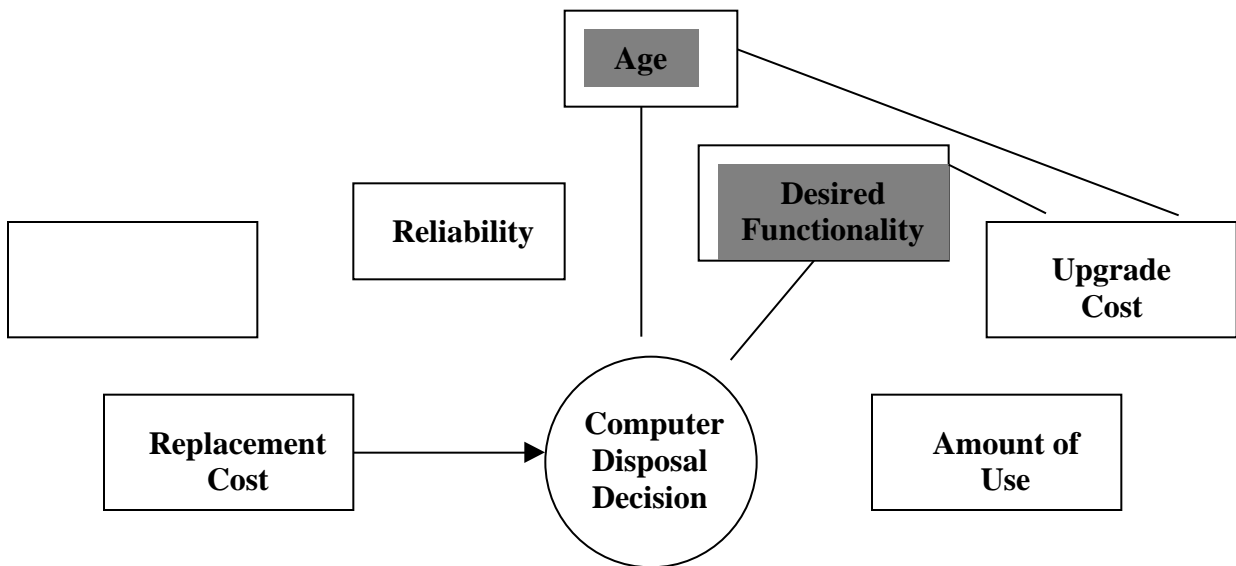 Age
Reliability
Desired
Functionality
Upgrade
Cost
Replacement
Cost
Computer
Disposal
Decision
Amount of
Use